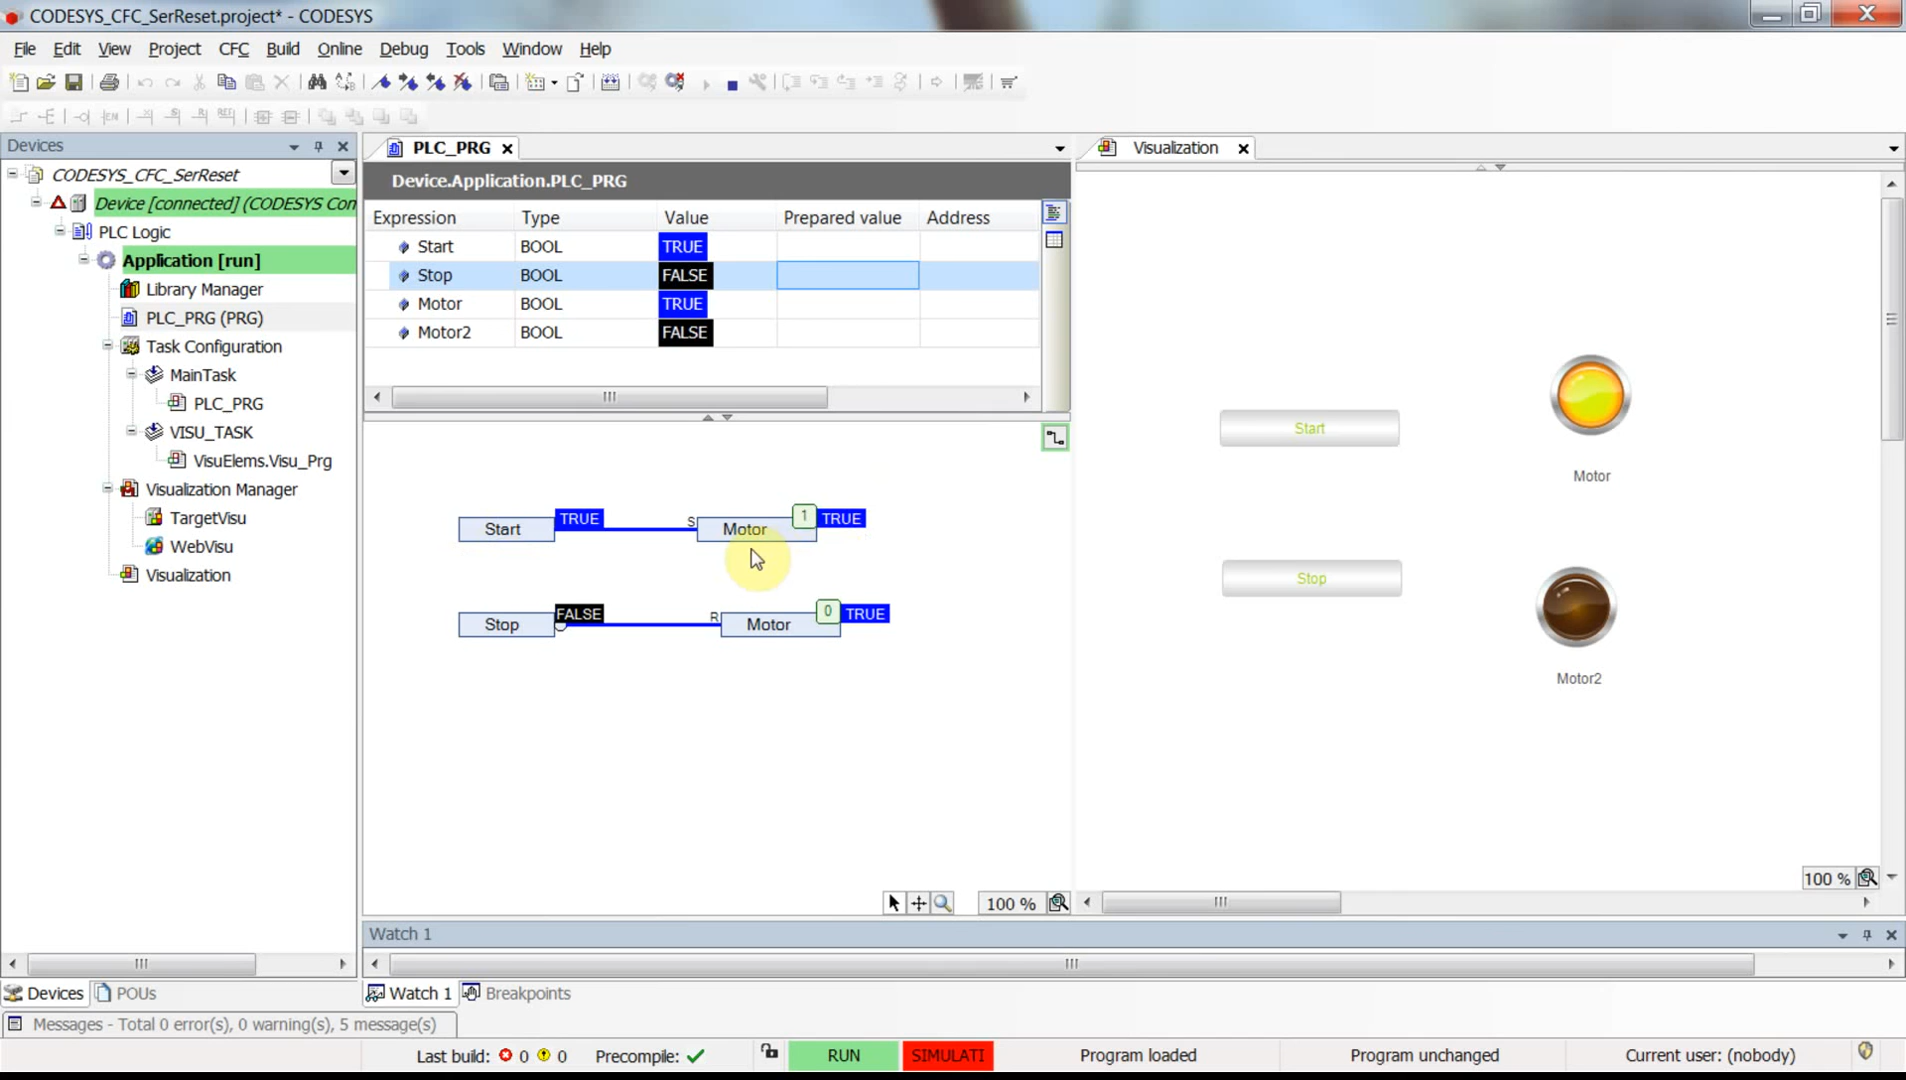 CODESYS_CFC_SerReset.project* - CODESYS
File Edit View Project CFC Build Online Debug Tools Window Help
Devices
CODESYS_CFC_SerReset
Device [connected] (CODESYS Con
PLC Logic
Application [run]
Library Manager
PLC_PRG (PRG)
Task Configuration
MainTask
PLC_PRG
VISU_TASK
VisuElems.Visu_Prg
Visualization Manager
TargetVisu
WebVisu
Visualization
Devices POUs
PLC_PRG
Device.Application.PLC_PRG
Expression Type Value Prepared value Address
Start BOOL TRUE
Stop BOOL FALSE
Motor BOOL TRUE
Motor2 BOOL FALSE
Start TRUE S Motor 1 TRUE
Stop FALSE R Motor 0 TRUE
100 %
Visualization
Start
Motor
Stop
Motor2
100 %
Watch 1
Watch 1 Breakpoints
Messages - Total 0 error(s), 0 warning(s), 5 message(s)
Last build: 0 0 Precompile: RUN SIMULATI Program loaded Program unchanged Current user: (nobody)